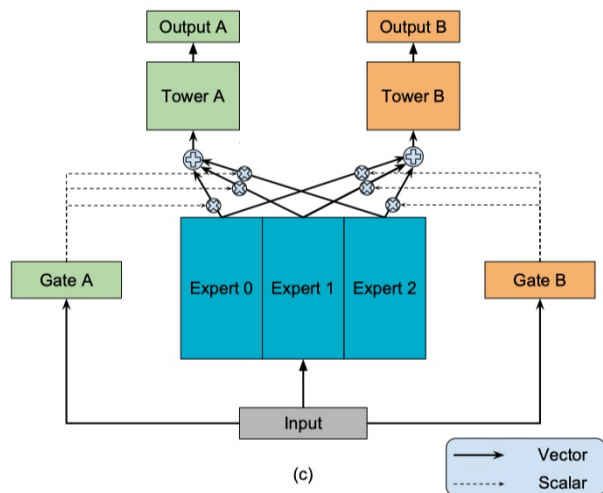 Output A
Output B
Tower A
Tower B
Gate A
Expert 0
Expert 1
Expert 2
Gate B
Input
Vector
(c)
Scalar